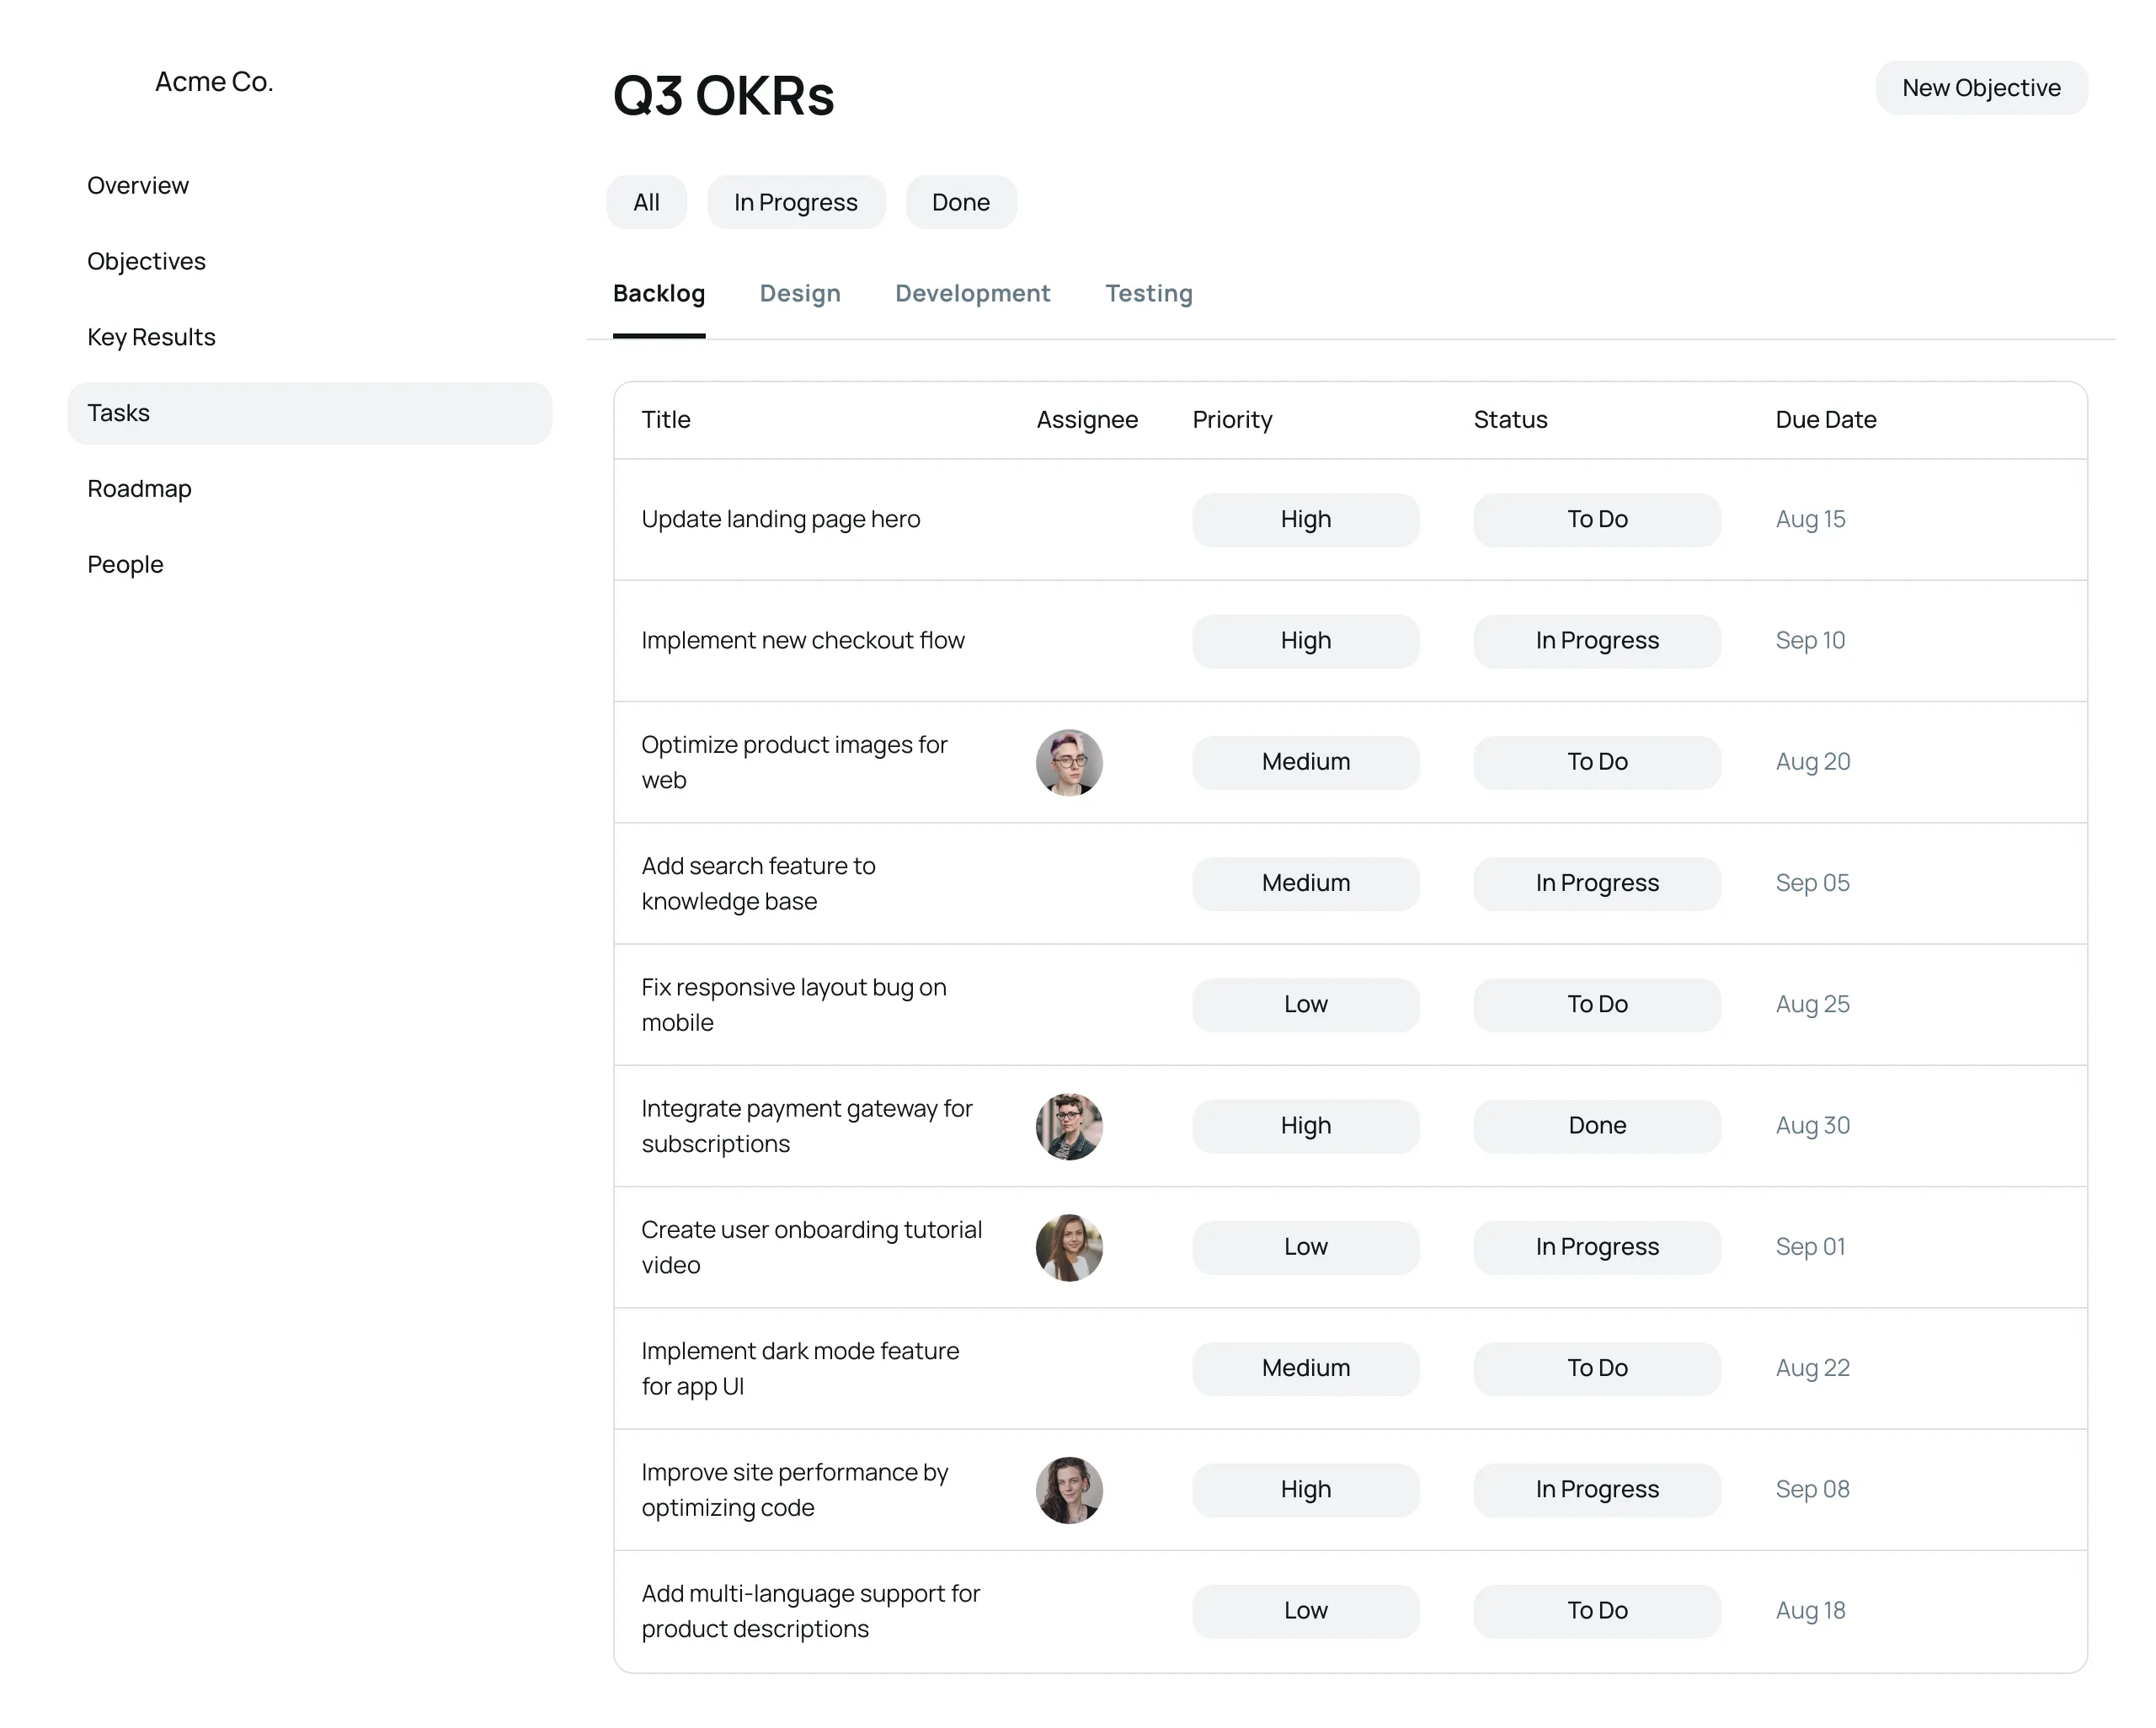 Acme Co.
Overview
Objectives
Key Results
Tasks
Roadmap
People
Q3 OKRs
New Objective
All In Progress Done
Backlog Design Development Testing
Title Assignee Priority Status Due Date
Update landing page hero High To Do Aug 15
Implement new checkout flow High In Progress Sep 10
Optimize product images for
web
Medium To Do Aug 20
Add search feature to
knowledge base
Medium In Progress Sep 05
Fix responsive layout bug on
mobile
Low To Do Aug 25
Integrate payment gateway for
subscriptions
High Done Aug 30
Create user onboarding tutorial
video
Low In Progress Sep 01
Implement dark mode feature
for app UI
Medium To Do Aug 22
Improve site performance by
optimizing code
High In Progress Sep 08
Add multi-language support for
product descriptions
Low To Do Aug 18